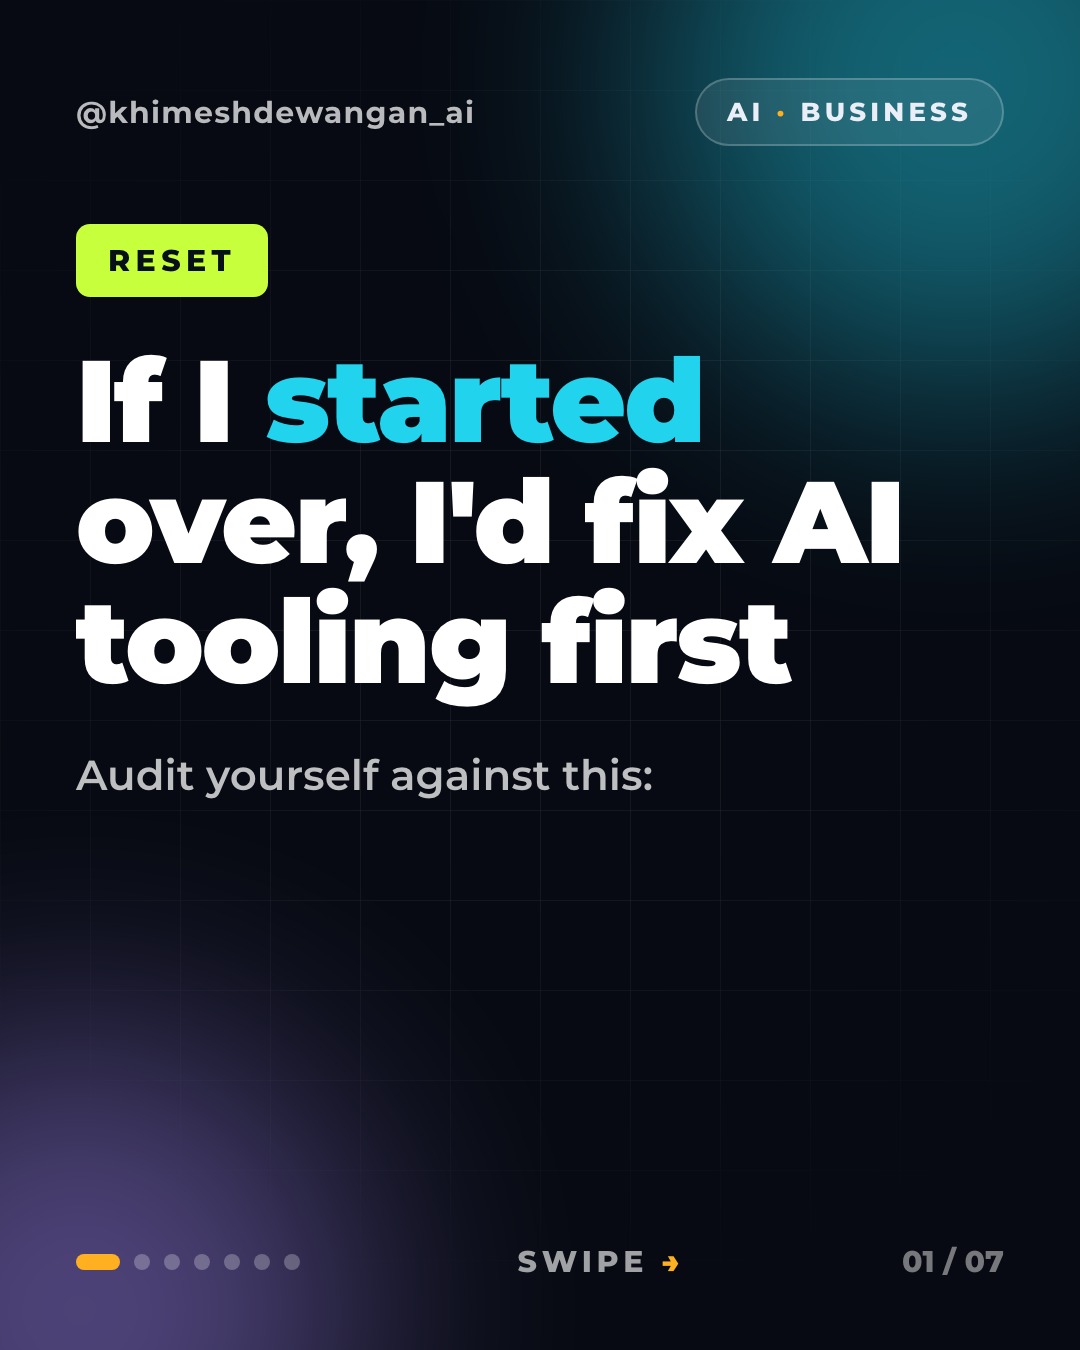 @khimeshdewangan_ai
AI · BUSINESS
RESET
If I started
over, I'd fix AI
tooling first
Audit yourself against this:
SWIPE ➔
01 / 07